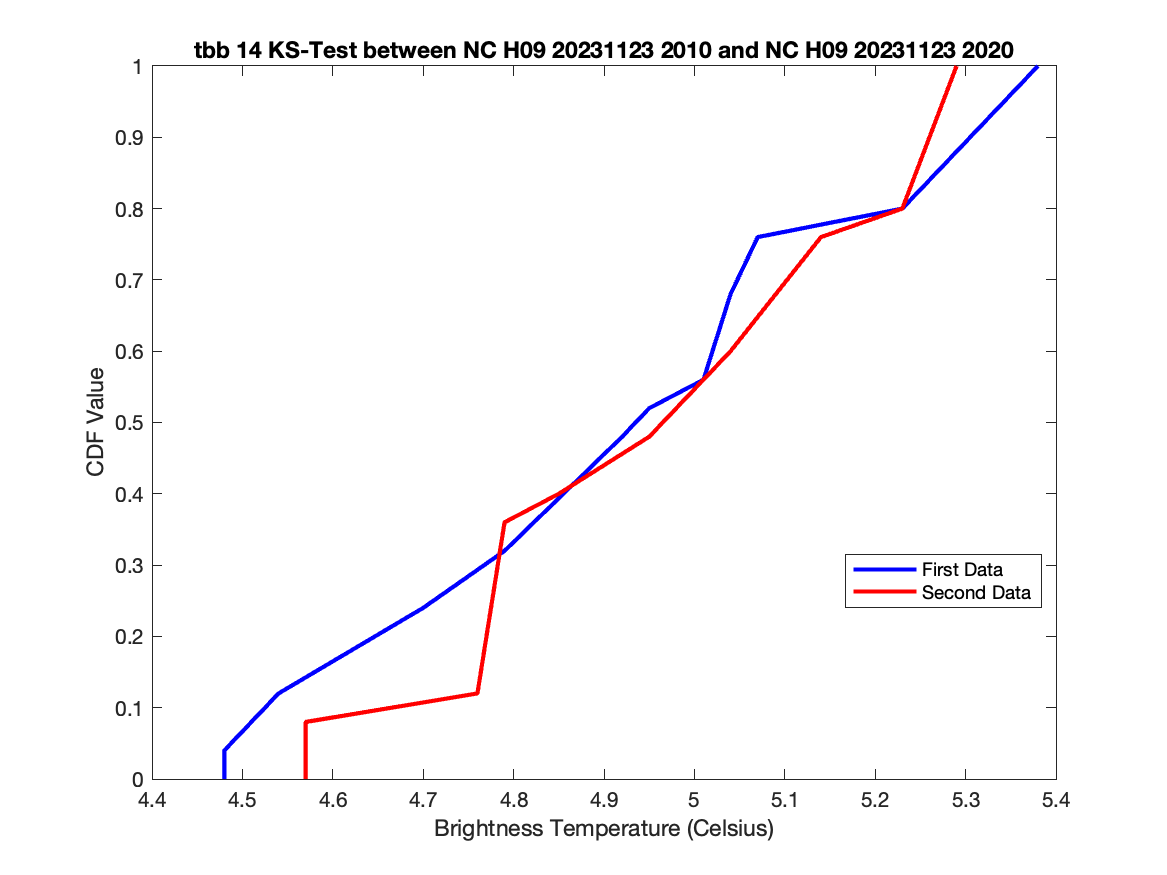 tbb 14 KS-Test between NC H09 20231123 2010 and NC H09 20231123 2020
1
0.9
0.8
0.7
0.6
0.5
0.4
0.3
0.2
0.1
0
CDF Value
First Data
Second Data
4.4 4.5 4.6 4.7 4.8 4.9 5 5.1 5.2 5.3 5.4
Brightness Temperature (Celsius)